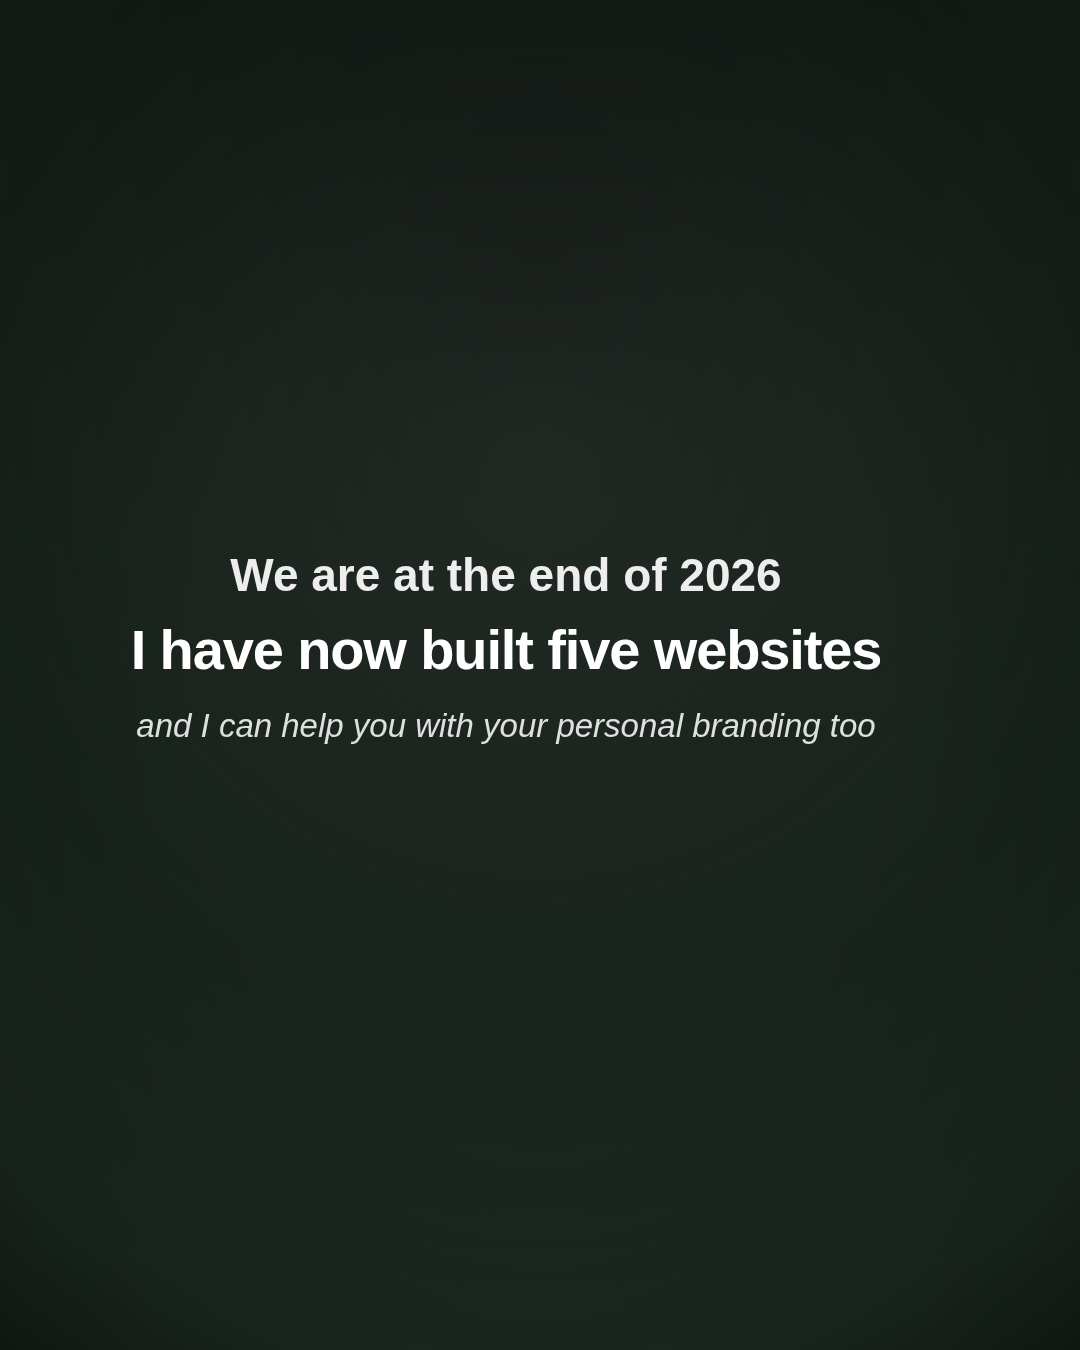 We are at the end of 2026
I have now built five websites
and I can help you with your personal branding too